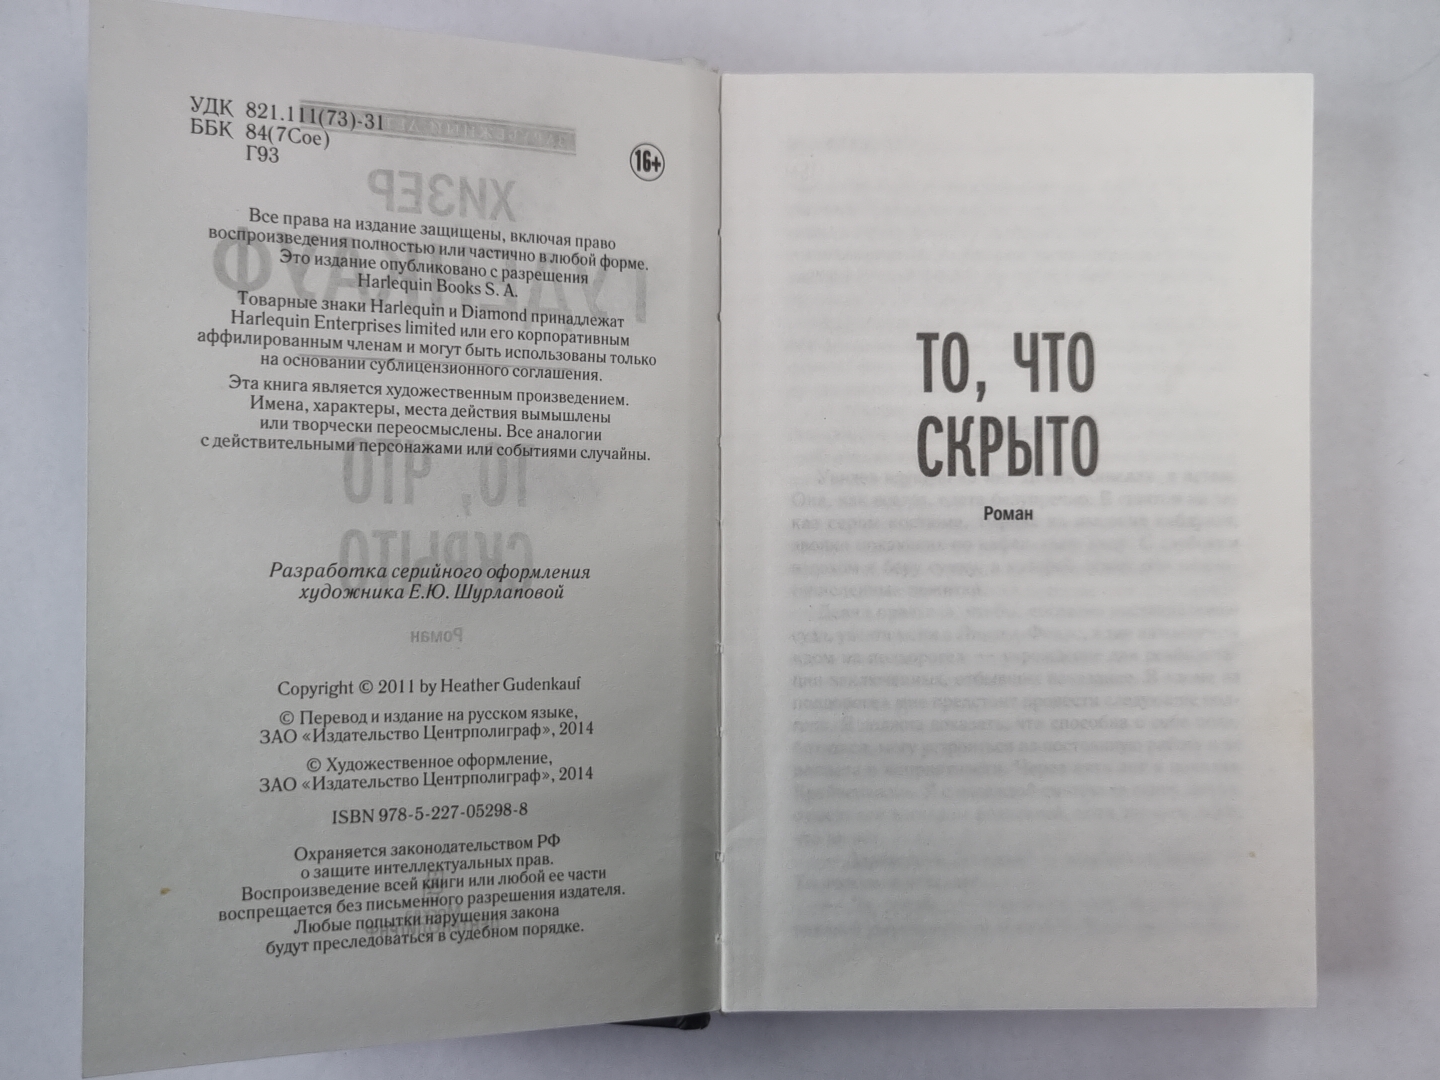 УДК 821.111(73)-31
ББК 84(7Сое)
Г93
16+
Все права на издание защищены, включая право
воспроизведения полностью или частично в любой форме.
Это издание опубликовано с разрешения
Harlequin Books S. A.
Товарные знаки Harlequin и Diamond принадлежат
Harlequin Enterprises limited или его корпоративным
аффилированным членам и могут быть использованы только
на основании сублицензионного соглашения.
Эта книга является художественным произведением.
Имена, характеры, места действия вымышлены
или творчески переосмыслены. Все аналогии
с действительными персонажами или событиями случайны.
Разработка серийного оформления
художника Е.Ю. Шурлаповой
Copyright © 2011 by Heather Gudenkauf
© Перевод и издание на русском языке,
ЗАО «Издательство Центрполиграф», 2014
© Художественное оформление,
ЗАО «Издательство Центрполиграф», 2014
ISBN 978-5-227-05298-8
Охраняется законодательством РФ
о защите интеллектуальных прав.
Воспроизведение всей книги или любой ее части
воспрещается без письменного разрешения издателя.
Любые попытки нарушения закона
будут преследоваться в судебном порядке.
ТО, ЧТО
СКРЫТО
Роман